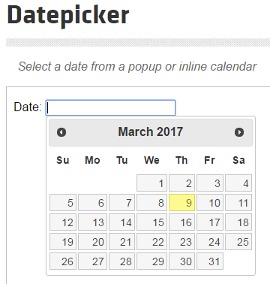 Datepicker
Select a date from a popup or inline calendar
Date:
March 2017
Su Mo Tu We Th Fr Sa
1 2 3 4
5 6 7 8 9 10 11
12 13 14 15 16 17 18
19 20 21 22 23 24 25
26 27 28 29 30 31